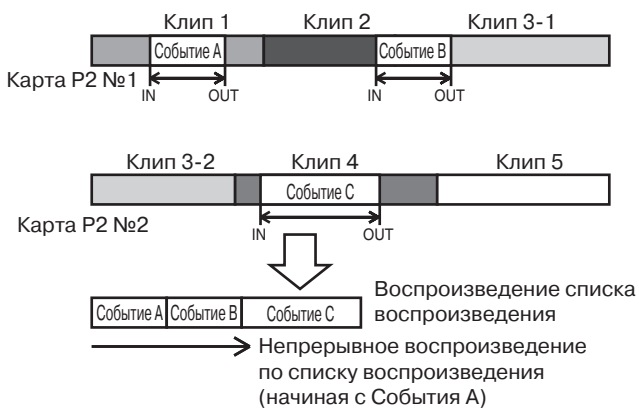 Клип 1 Клип 2 Клип 3-1
Событие A Событие B
Карта P2 №1
IN OUT IN OUT
Клип 3-2 Клип 4 Клип 5
Событие C
Карта P2 №2
IN OUT
Событие A Событие B Событие C
Воспроизведение списка
воспроизведения
Непрерывное воспроизведение
по списку воспроизведения
(начиная с События A)